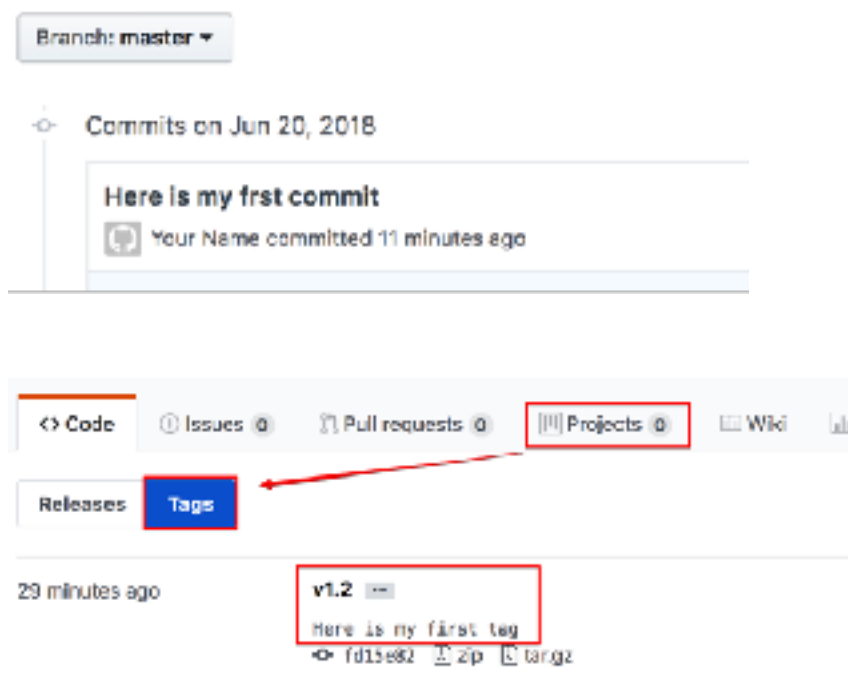 Branch: master
Commits on Jun 20, 2018
Here is my frst commit
Your Name committed 11 minutes ago
Code Issues 0 Pull requests 0 Projects 0 Wiki
Releases Tags
29 minutes ago v1.2
Here is my first tag
fd15e82 zip tar.gz